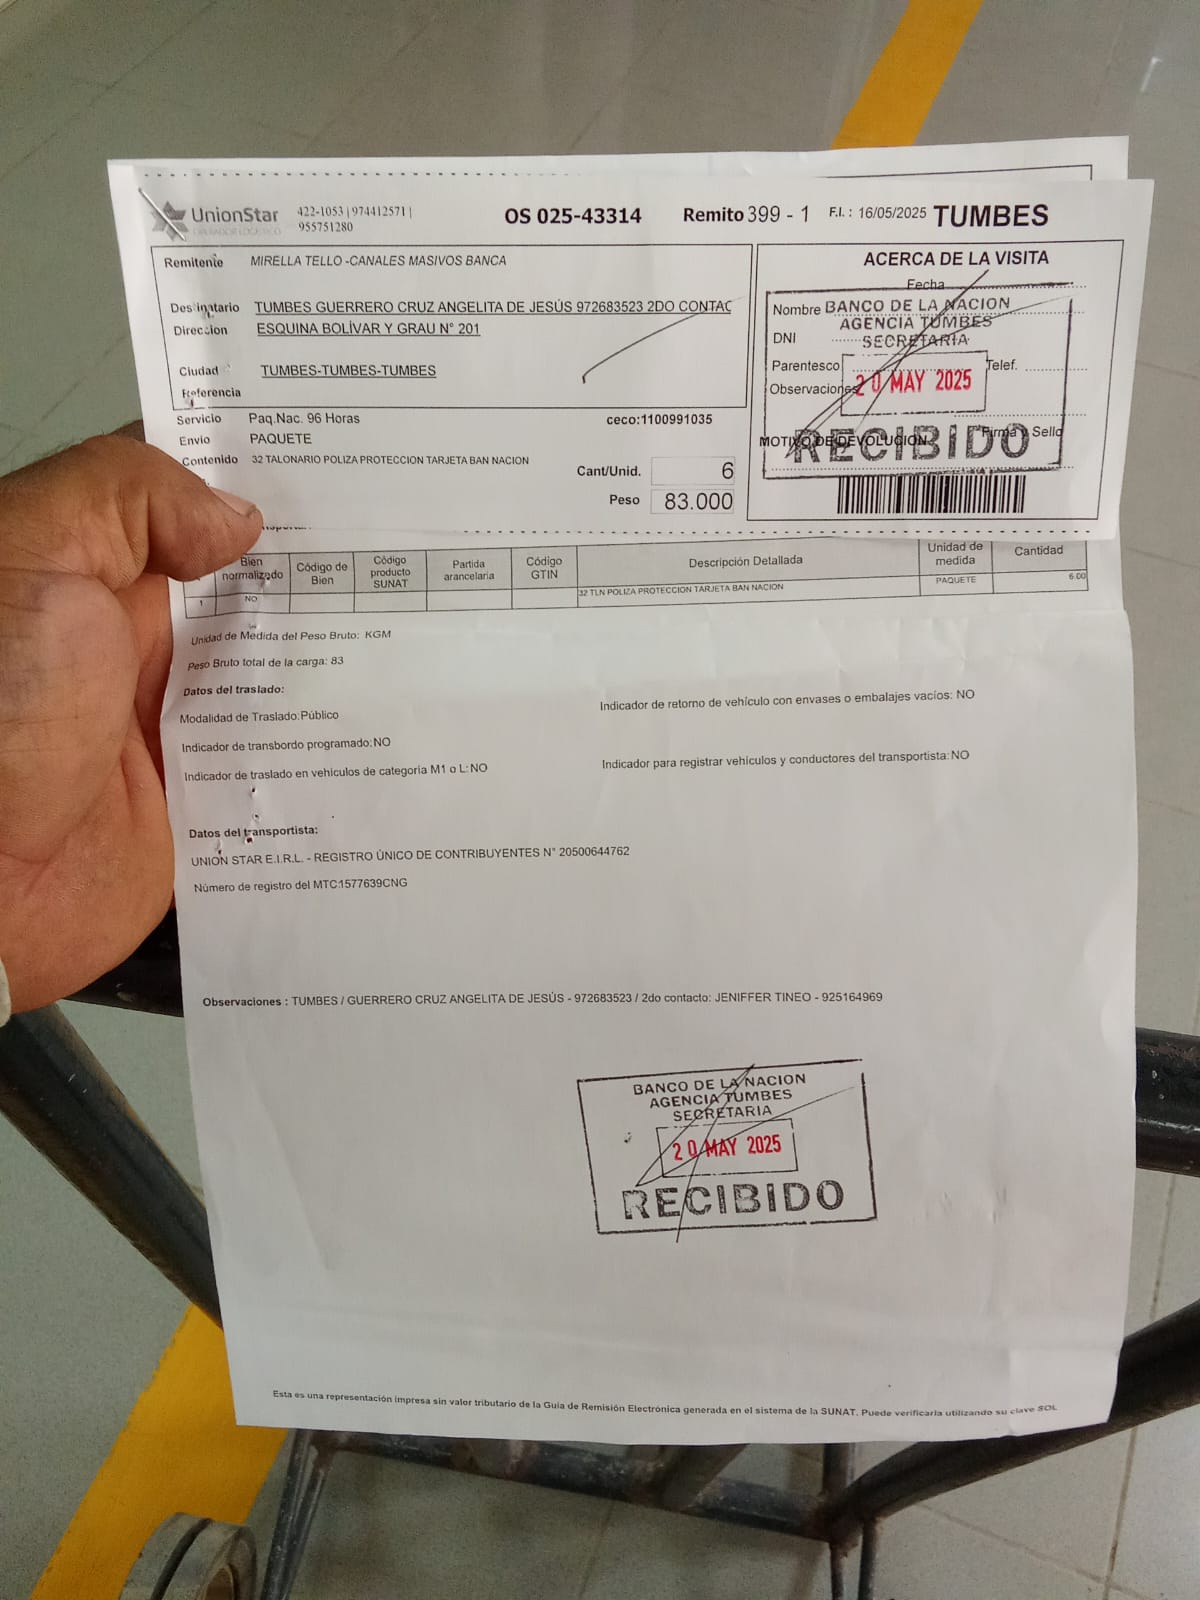 UnionStar
OPERADOR LOGISTICO
422-1053 | 974412571 |
955751280
OS 025-43314
Remito 399 - 1
F.I. : 16/05/2025
TUMBES
Remitente MIRELLA TELLO -CANALES MASIVOS BANCA
Destinatario TUMBES GUERRERO CRUZ ANGELITA DE JESÚS 972683523 2DO CONTAC
Direccion ESQUINA BOLÍVAR Y GRAU N° 201
Ciudad TUMBES-TUMBES-TUMBES
Referencia
Servicio Paq.Nac. 96 Horas
ceco:1100991035
Envio PAQUETE
Contenido 32 TALONARIO POLIZA PROTECCION TARJETA BAN NACION
Cant/Unid. 6
Peso 83.000
ACERCA DE LA VISITA
Fecha
Nombre
DNI
Parentesco
Telef.
Observaciones
Firma y Sello
MOTIVO DE DEVOLUCION
BANCO DE LA NACION
AGENCIA TUMBES
SECRETARIA
20 MAY 2025
RECIBIDO
Bien normalizado Código de Bien Código producto SUNAT Partida arancelaria Código GTIN Descripción Detallada Unidad de medida Cantidad
1 NO 32 TLN POLIZA PROTECCION TARJETA BAN NACION PAQUETE 6.00
Unidad de Medida del Peso Bruto: KGM
Peso Bruto total de la carga: 83
Datos del traslado:
Modalidad de Traslado:Público
Indicador de retorno de vehículo con envases o embalajes vacíos: NO
Indicador de transbordo programado:NO
Indicador de traslado en vehículos de categoría M1 o L:NO
Indicador para registrar vehículos y conductores del transportista:NO
Datos del transportista:
UNION STAR E.I.R.L. - REGISTRO ÚNICO DE CONTRIBUYENTES N° 20500644762
Número de registro del MTC:1577639CNG
Observaciones : TUMBES / GUERRERO CRUZ ANGELITA DE JESÚS - 972683523 / 2do contacto: JENIFFER TINEO - 925164969
BANCO DE LA NACION
AGENCIA TUMBES
SECRETARIA
20 MAY 2025
RECIBIDO
Esta es una representación impresa sin valor tributario de la Guia de Remisión Electrónica generada en el sistema de la SUNAT. Puede verificarla utilizando su clave SOL